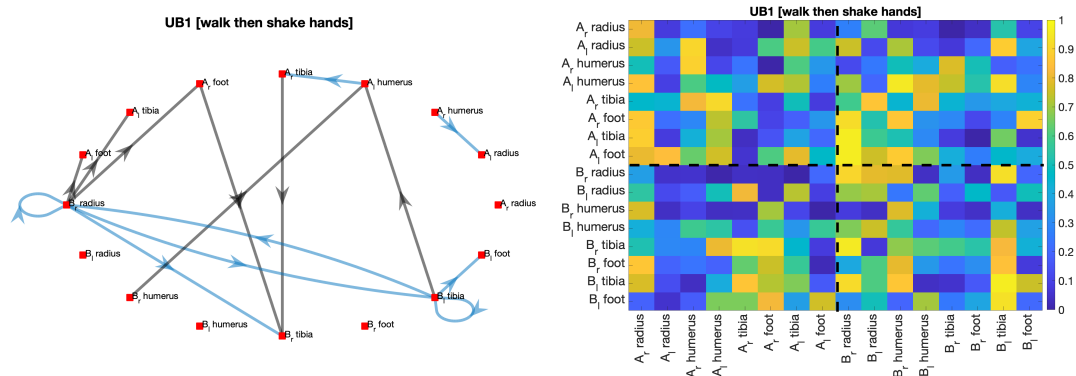 UB1 [walk then shake hands]
A_r tibia
A_r foot
A_l humerus
A_l tibia
A_r humerus
A_l foot
A_l radius
B_r radius
A_r radius
B_l radius
B_l foot
B_r humerus
B_l tibia
B_l humerus
B_r foot
B_r tibia
UB1 [walk then shake hands]
A_r radius
A_l radius
A_r humerus
A_l humerus
A_r tibia
A_r foot
A_l tibia
A_l foot
B_r radius
B_l radius
B_r humerus
B_l humerus
B_r tibia
B_r foot
B_l tibia
B_l foot
A_r radius
A_l radius
A_r humerus
A_l humerus
A_r tibia
A_r foot
A_l tibia
A_l foot
B_r radius
B_l radius
B_r humerus
B_l humerus
B_r tibia
B_r foot
B_l tibia
B_l foot
1
0.9
0.8
0.7
0.6
0.5
0.4
0.3
0.2
0.1
0